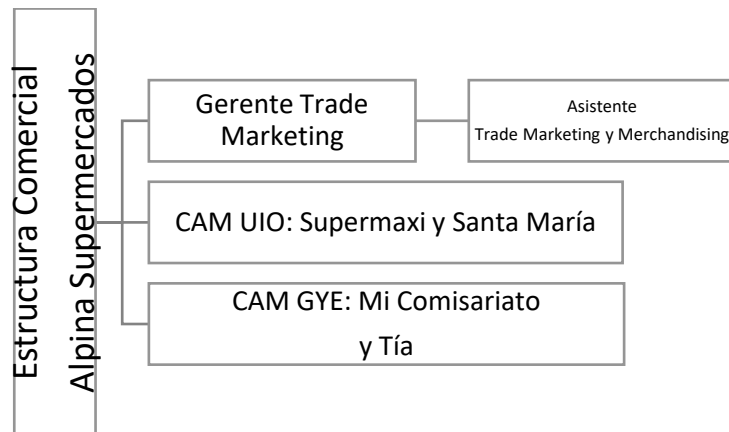 Estructura Comercial
Alpina Supermercados
Gerente Trade
Marketing
Asistente
Trade Marketing y Merchandising
CAM UIO: Supermaxi y Santa María
CAM GYE: Mi Comisariato
y Tía